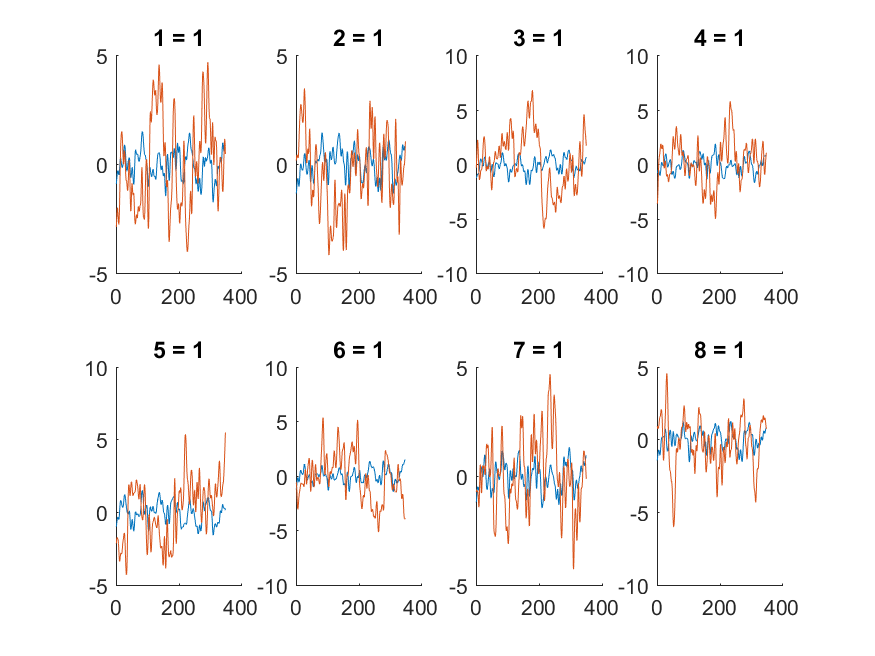 1 = 1 2 = 1 3 = 1 4 = 1
5 5 10 10
5 5
0 0 0 0
-5 -5
-5 -5 -10 -10
0 200 400 0 200 400 0 200 400 0 200 400
5 = 1 6 = 1 7 = 1 8 = 1
10 10 5 5
5 5
0
0 0 0
-5
-5 -10 -5 -10
0 200 400 0 200 400 0 200 400 0 200 400